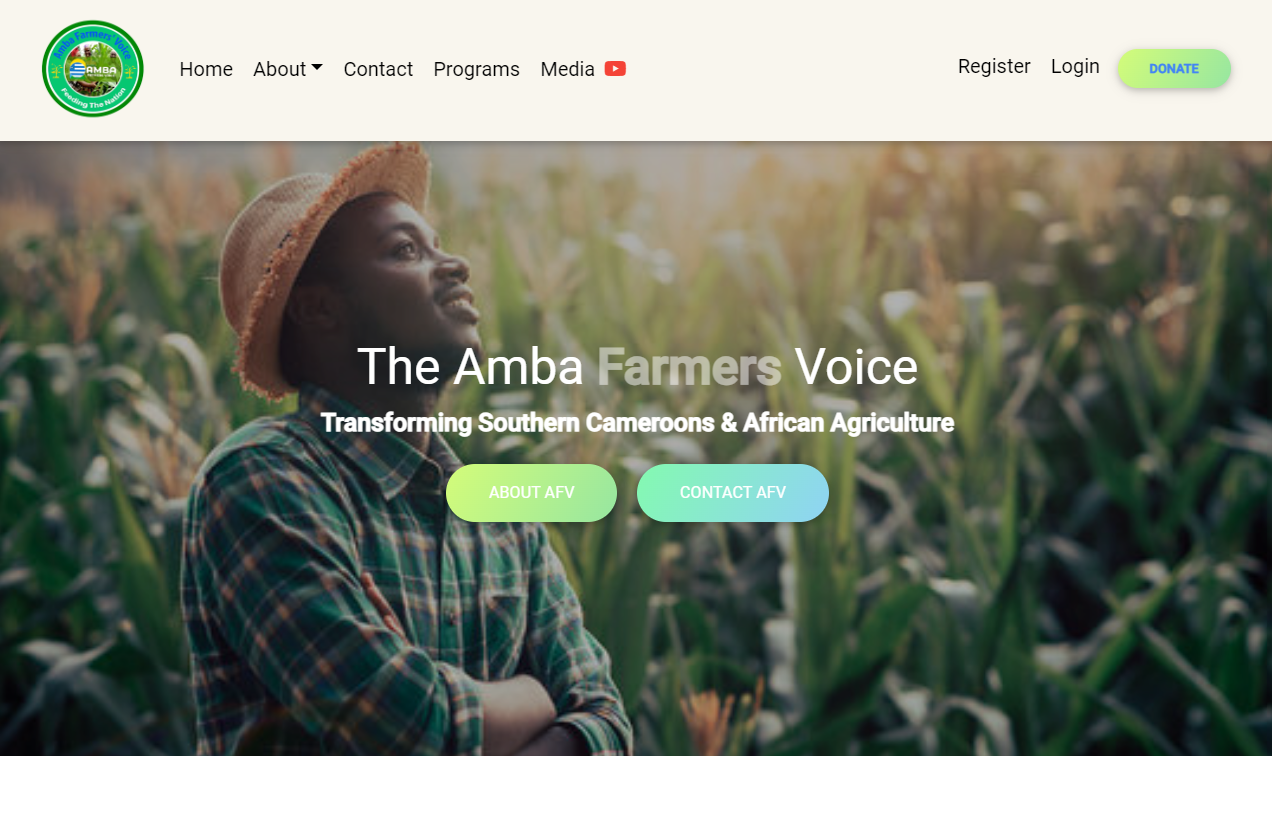 Amba Farmers' Voice
AMBA
Feeding The Nation
Home
About
Contact
Programs
Media
Register
Login
DONATE
The Amba Farmers Voice
Transforming Southern Cameroons & African Agriculture
ABOUT AFV
CONTACT AFV